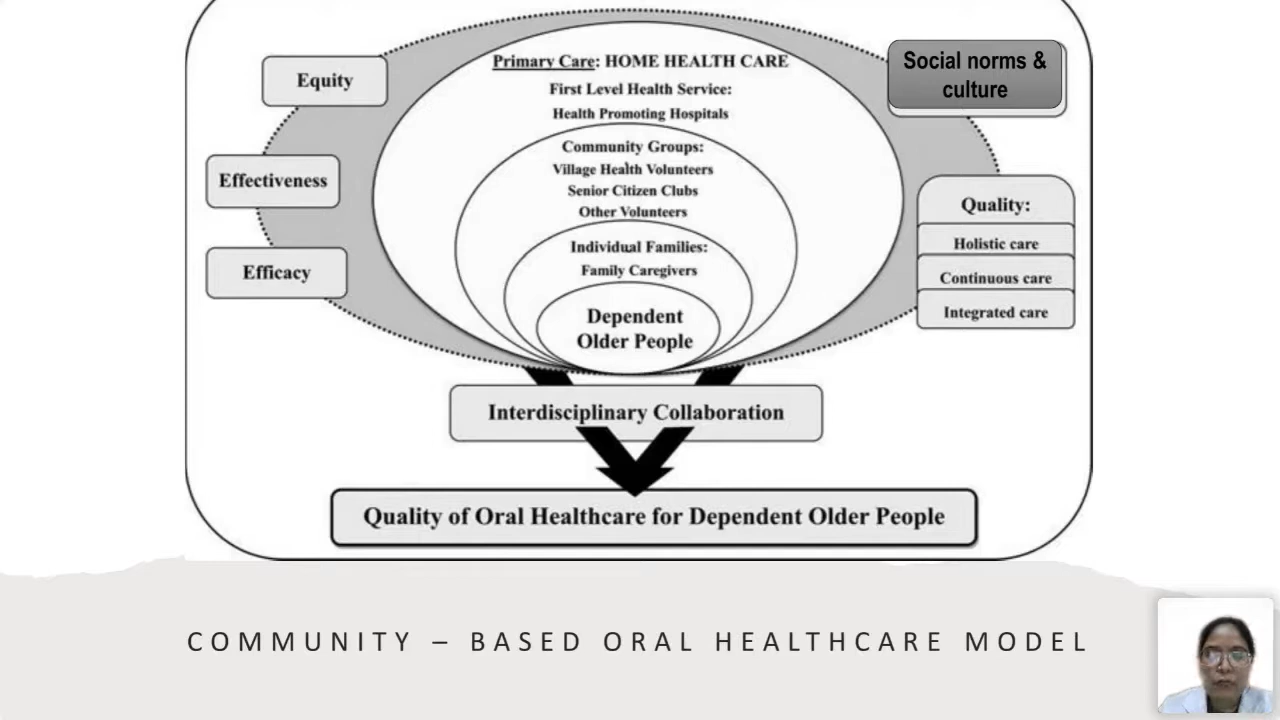 Primary Care: HOME HEALTH CARE
First Level Health Service:
Health Promoting Hospitals
Community Groups:
Village Health Volunteers
Senior Citizen Clubs
Other Volunteers
Individual Families:
Family Caregivers
Dependent
Older People
Equity
Effectiveness
Efficacy
Social norms &
culture
Quality:
Holistic care
Continuous care
Integrated care
Interdisciplinary Collaboration
Quality of Oral Healthcare for Dependent Older People
COMMUNITY – BASED ORAL HEALTHCARE MODEL